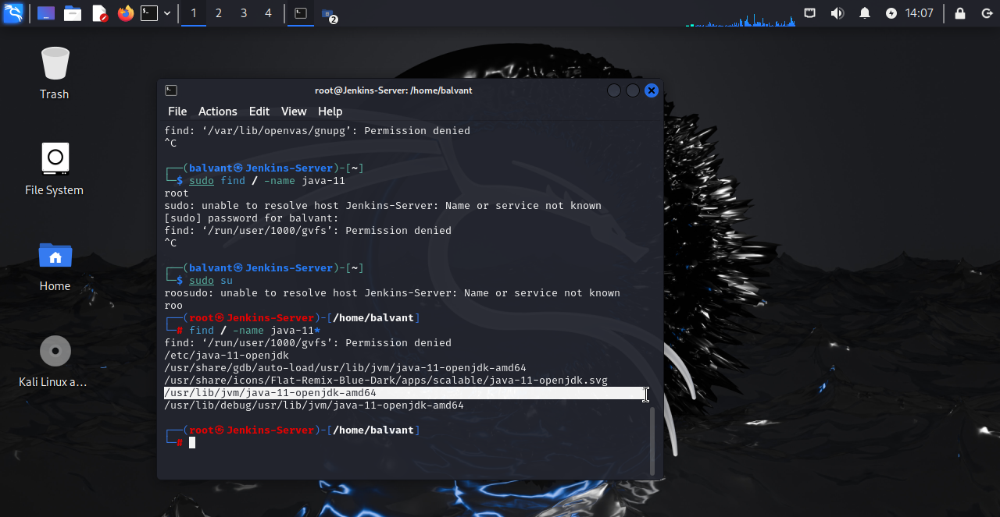 1 2 3 4 2 14:07
Trash
File System
Home
Kali Linux a...
root@Jenkins-Server: /home/balvant
File Actions Edit View Help
find: ‘/var/lib/openvas/gnupg’: Permission denied
^C
┌──(balvant㉿Jenkins-Server)-[~]
└─$ sudo find / -name java-11
root
sudo: unable to resolve host Jenkins-Server: Name or service not known
[sudo] password for balvant:
find: ‘/run/user/1000/gvfs’: Permission denied
^C
┌──(balvant㉿Jenkins-Server)-[~]
└─$ sudo su
roosudo: unable to resolve host Jenkins-Server: Name or service not known
roo
┌──(root㉿Jenkins-Server)-[/home/balvant]
└─# find / -name java-11*
find: ‘/run/user/1000/gvfs’: Permission denied
/etc/java-11-openjdk
/usr/share/gdb/auto-load/usr/lib/jvm/java-11-openjdk-amd64
/usr/share/icons/Flat-Remix-Blue-Dark/apps/scalable/java-11-openjdk.svg
/usr/lib/jvm/java-11-openjdk-amd64
/usr/lib/debug/usr/lib/jvm/java-11-openjdk-amd64
┌──(root㉿Jenkins-Server)-[/home/balvant]
└─#